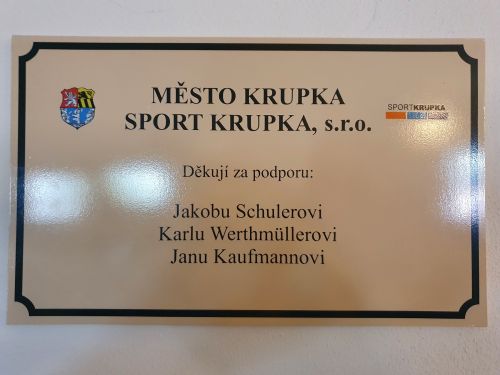 MĚSTO KRUPKA
SPORT KRUPKA, s.r.o.
SPORTKRUPKA
Děkují za podporu:
Jakobu Schulerovi
Karlu Werthmüllerovi
Janu Kaufmannovi